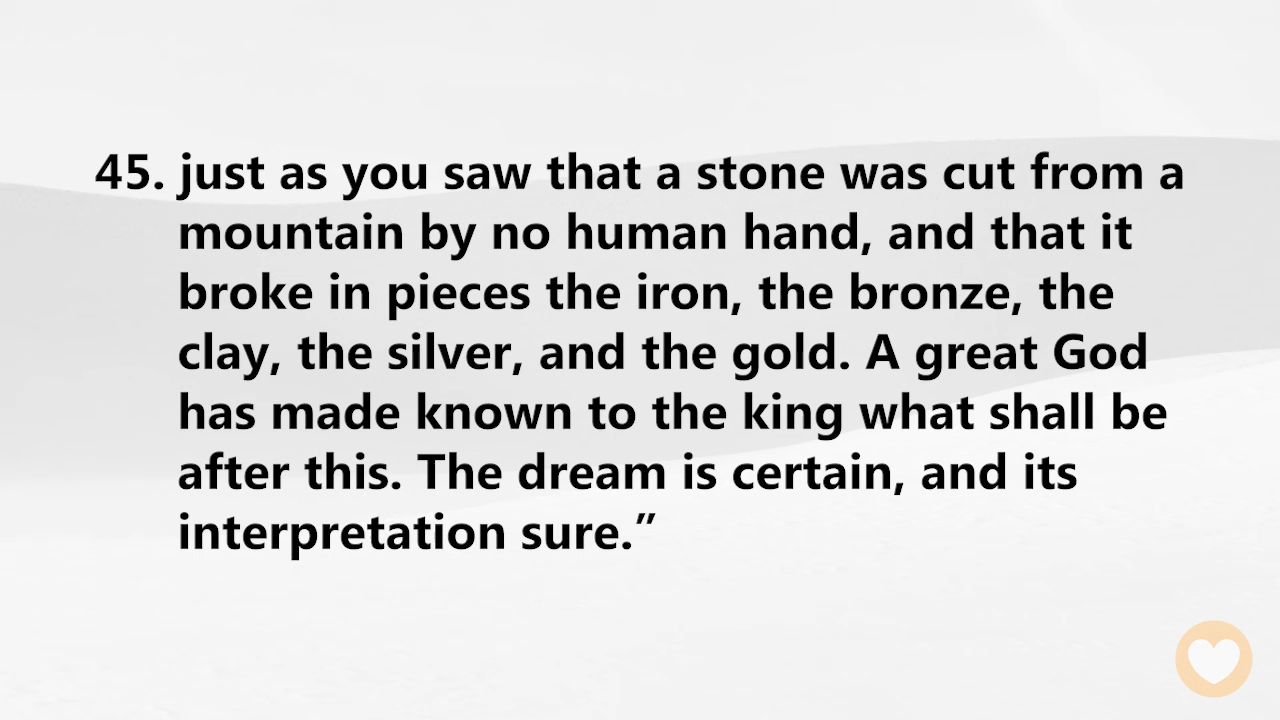 45. just as you saw that a stone was cut from a
mountain by no human hand, and that it
broke in pieces the iron, the bronze, the
clay, the silver, and the gold. A great God
has made known to the king what shall be
after this. The dream is certain, and its
interpretation sure.”